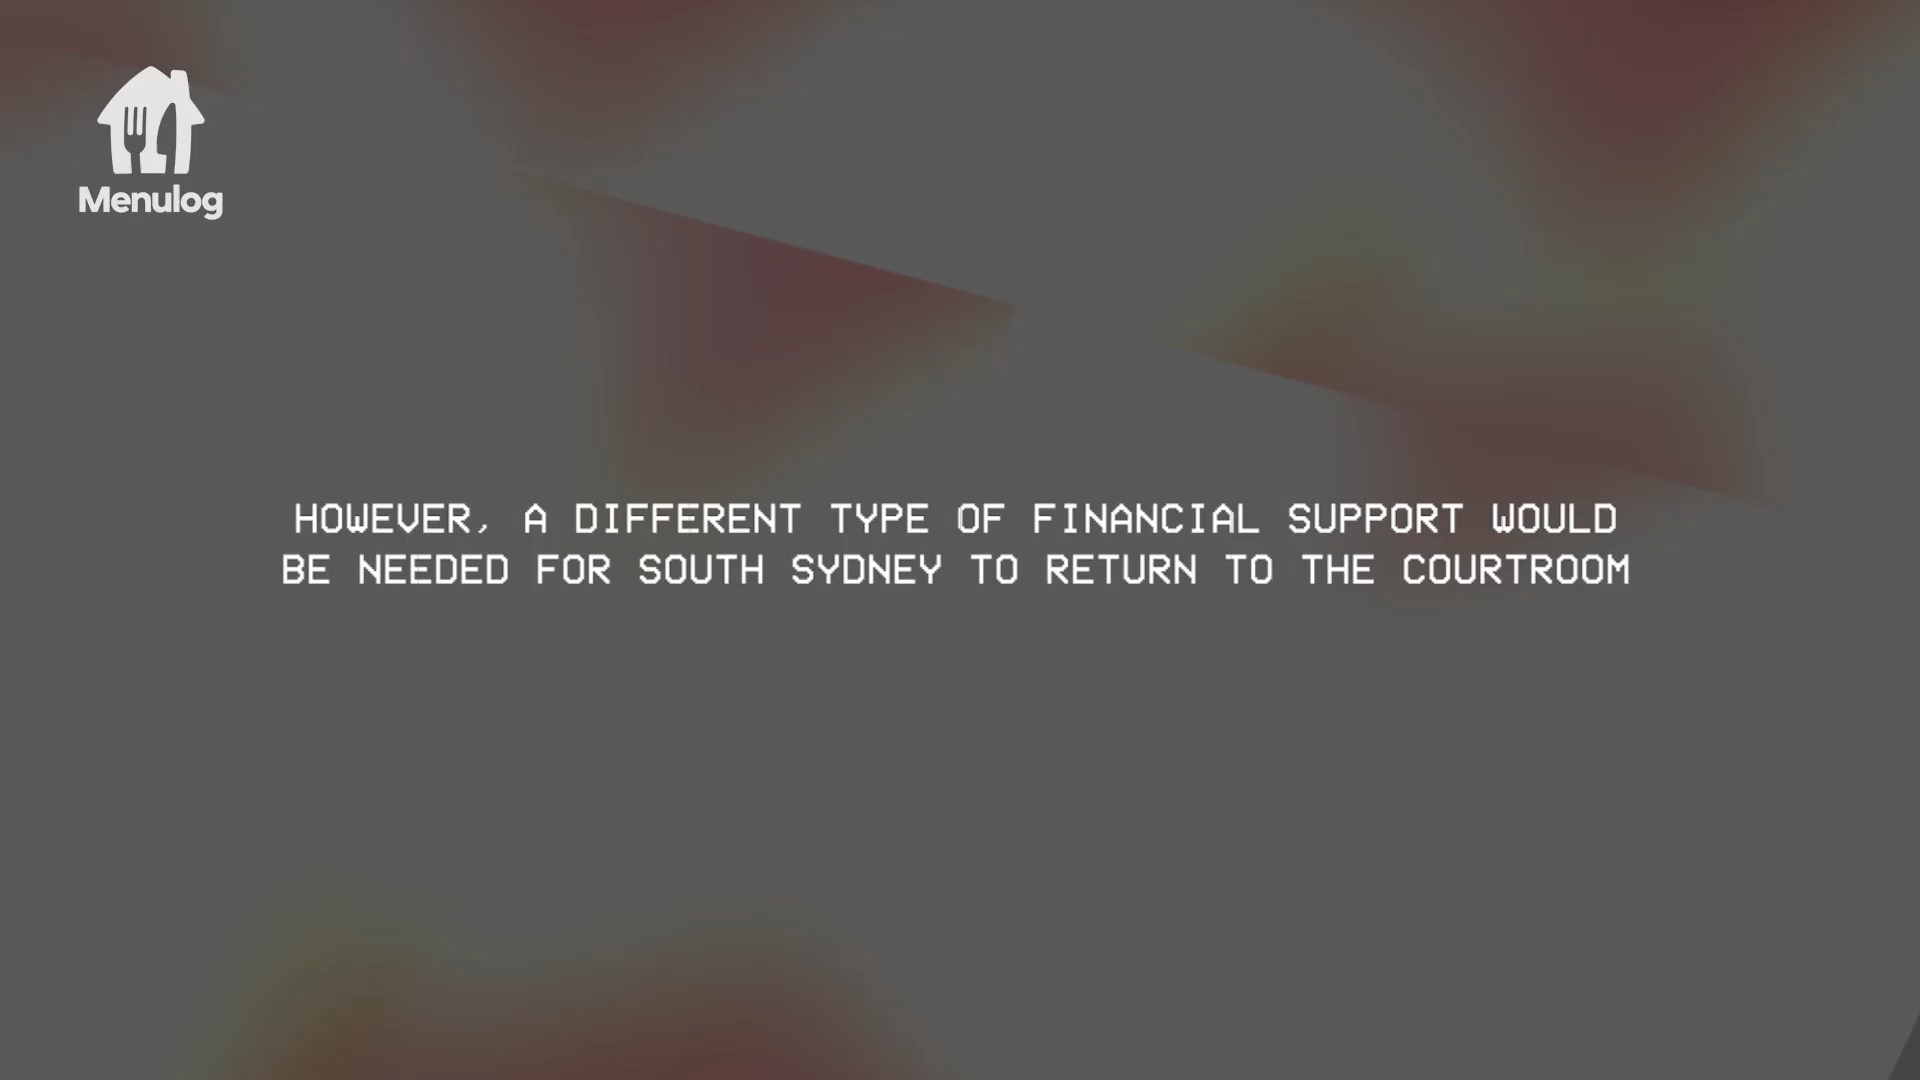 Menulog
HOWEVER, A DIFFERENT TYPE OF FINANCIAL SUPPORT WOULD
BE NEEDED FOR SOUTH SYDNEY TO RETURN TO THE COURTROOM